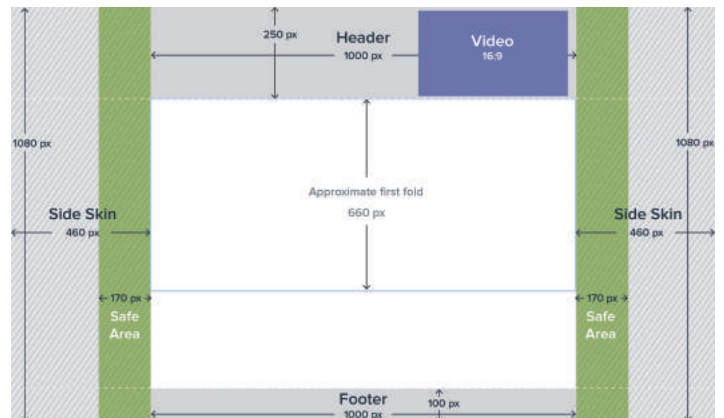 250 px
Header
1000 px
Video
16:9
1080 px
1080 px
Approximate first fold
660 px
Side Skin
460 px
Side Skin
460 px
170 px
170 px
Safe
Area
Safe
Area
Footer
1000 px
100 px